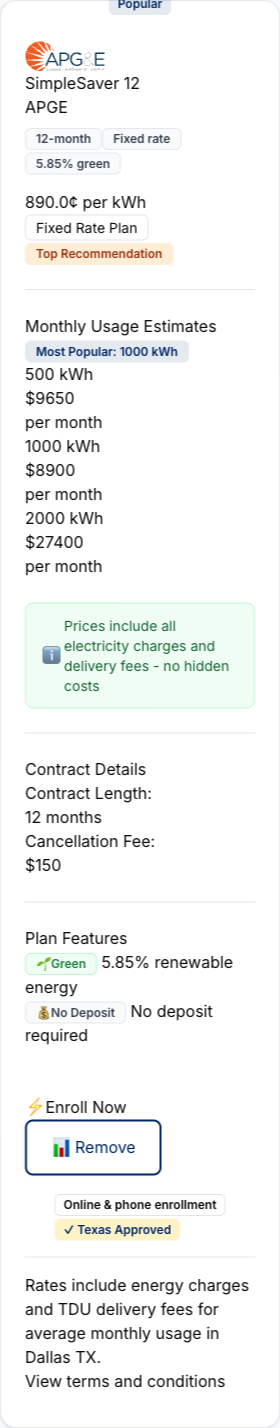 Popular
APG&E
SimpleSaver 12
APGE
12-month Fixed rate
5.85% green
890.0¢ per kWh
Fixed Rate Plan
Top Recommendation
Monthly Usage Estimates
Most Popular: 1000 kWh
500 kWh
$9650
per month
1000 kWh
$8900
per month
2000 kWh
$27400
per month
Prices include all
electricity charges and
delivery fees - no hidden
costs
Contract Details
Contract Length:
12 months
Cancellation Fee:
$150
Plan Features
🌱Green 5.85% renewable
energy
💰No Deposit No deposit
required
⚡Enroll Now
📊 Remove
Online & phone enrollment
✓ Texas Approved
Rates include energy charges
and TDU delivery fees for
average monthly usage in
Dallas TX.
View terms and conditions